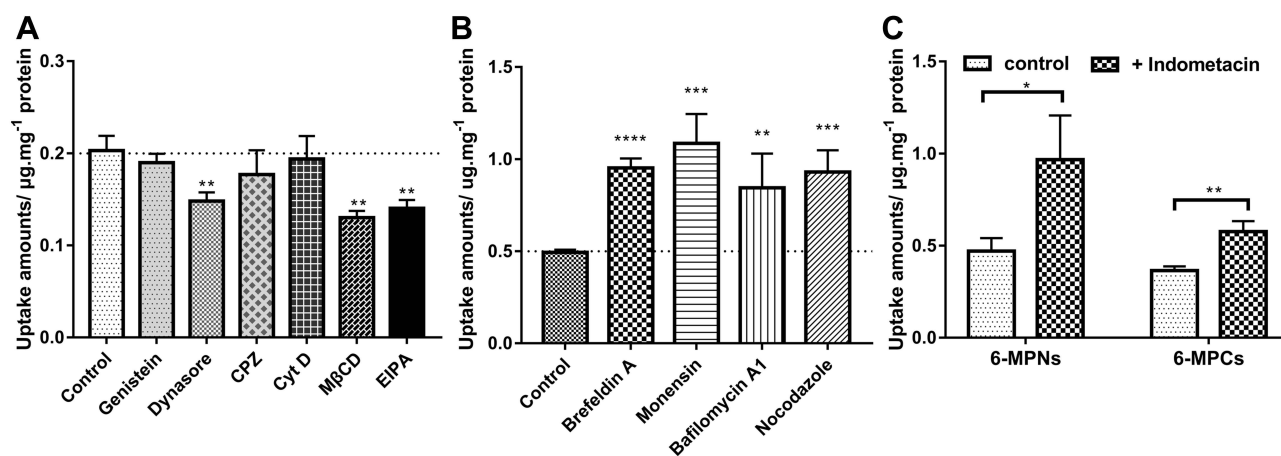 A
Uptake amounts/ µg.mg⁻¹ protein
0.3
0.2
0.1
0.0
**
**
**
Control
Genistein
Dynasore
CPZ
Cyt D
MβCD
EIPA
B
Uptake amounts/ ug.mg⁻¹ protein
1.5
1.0
0.5
0.0
****
***
**
***
Control
Brefeldin A
Monensin
Bafilomycin A1
Nocodazole
C
Uptake amounts/ µg.mg⁻¹ protein
1.5
1.0
0.5
0.0
control
+ Indometacin
*
**
6-MPNs
6-MPCs